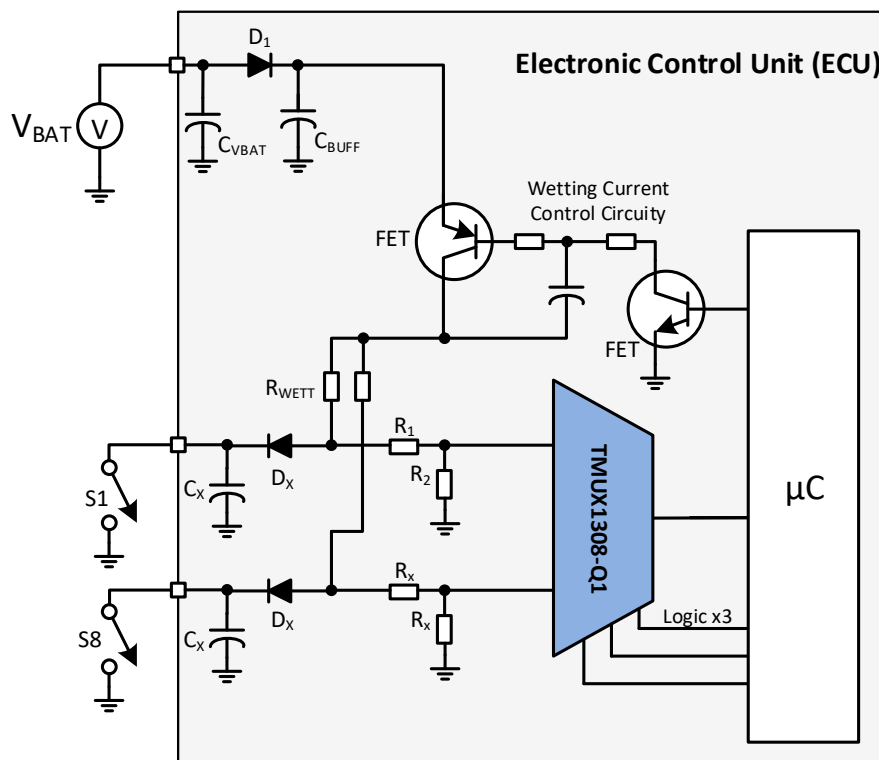 D1
Electronic Control Unit (ECU)
VBAT
V
CVBAT
CBUFF
Wetting Current
Control Circuity
FET
FET
RWETT
R1
R2
DX
CX
S1
TMUX1308-Q1
µC
Rx
Rx
DX
CX
S8
Logic x3